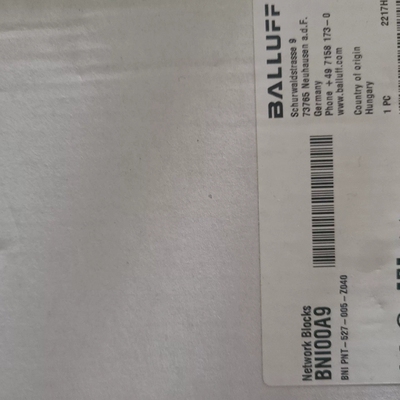 BALLUFF
Schurwaldstrasse 9
73765 Neuhausen a.d.F.
Germany
Phone +49 7158 173-0
www.balluff.com
Country of origin
Hungary
1 PC
2217H
Network Blocks
BNI00A9
BNI PNT-527-005-Z040